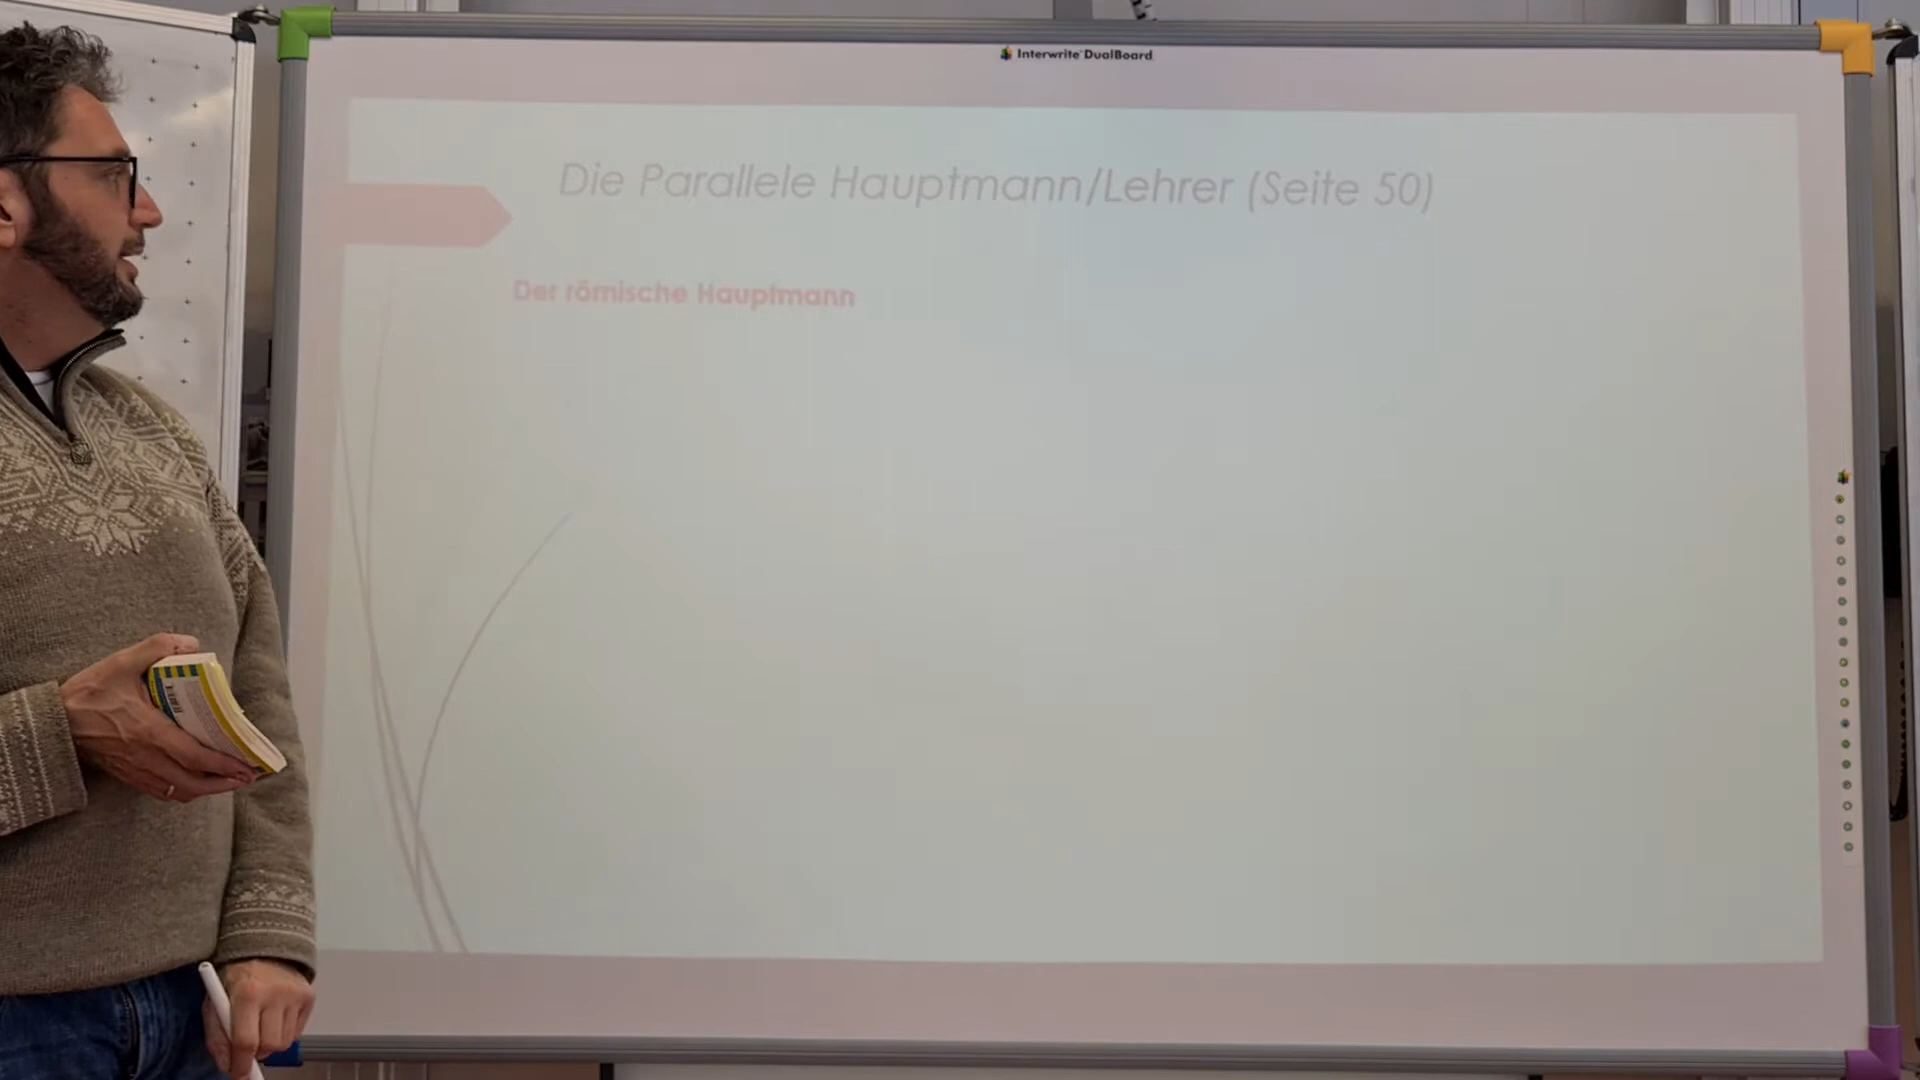 Interwrite DualBoard
Die Parallele Hauptmann/Lehrer (Seite 50)
Der römische Hauptmann